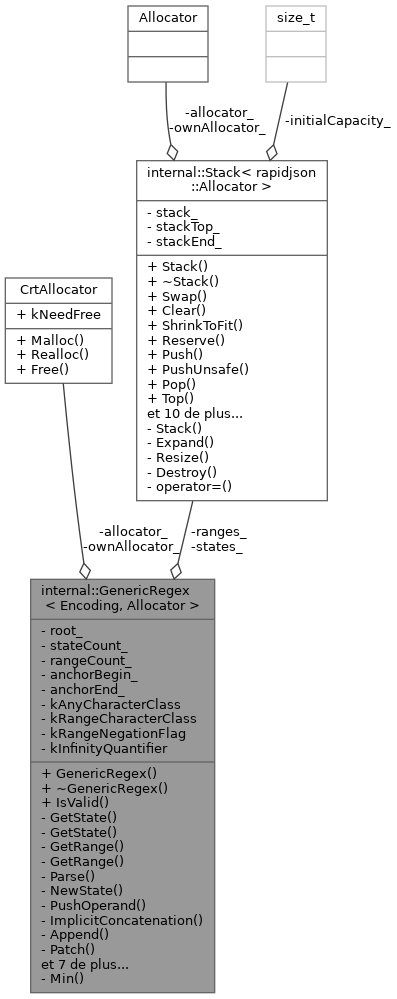 Allocator
size_t
-allocator_
-ownAllocator_
-initialCapacity_
internal::Stack< rapidjson
::Allocator >
- stack_
- stackTop_
- stackEnd_
+ Stack()
+ ~Stack()
+ Swap()
+ Clear()
+ ShrinkToFit()
+ Reserve()
+ Push()
+ PushUnsafe()
+ Pop()
+ Top()
et 10 de plus...
- Stack()
- Expand()
- Resize()
- Destroy()
- operator=()
CrtAllocator
+ kNeedFree
+ Malloc()
+ Realloc()
+ Free()
-allocator_
-ownAllocator_
-ranges_
-states_
internal::GenericRegex
< Encoding, Allocator >
- root_
- stateCount_
- rangeCount_
- anchorBegin_
- anchorEnd_
- kAnyCharacterClass
- kRangeCharacterClass
- kRangeNegationFlag
- kInfinityQuantifier
+ GenericRegex()
+ ~GenericRegex()
+ IsValid()
- GetState()
- GetState()
- GetRange()
- GetRange()
- Parse()
- NewState()
- PushOperand()
- ImplicitConcatenation()
- Append()
- Patch()
et 7 de plus...
- Min()